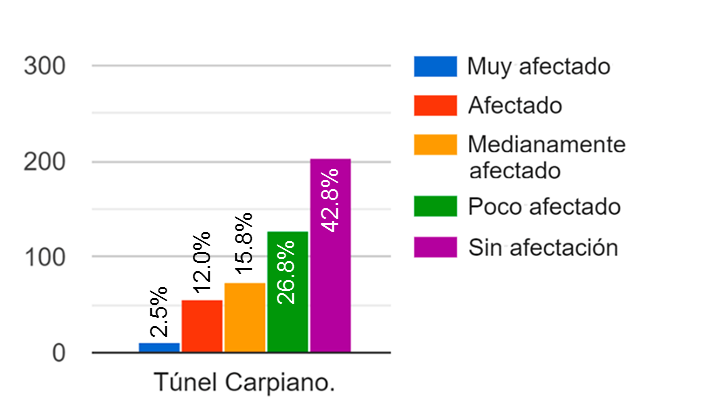 300
200
100
0
2.5%
12.0%
15.8%
26.8%
42.8%
Túnel Carpiano.
Muy afectado
Afectado
Medianamente
afectado
Poco afectado
Sin afectación